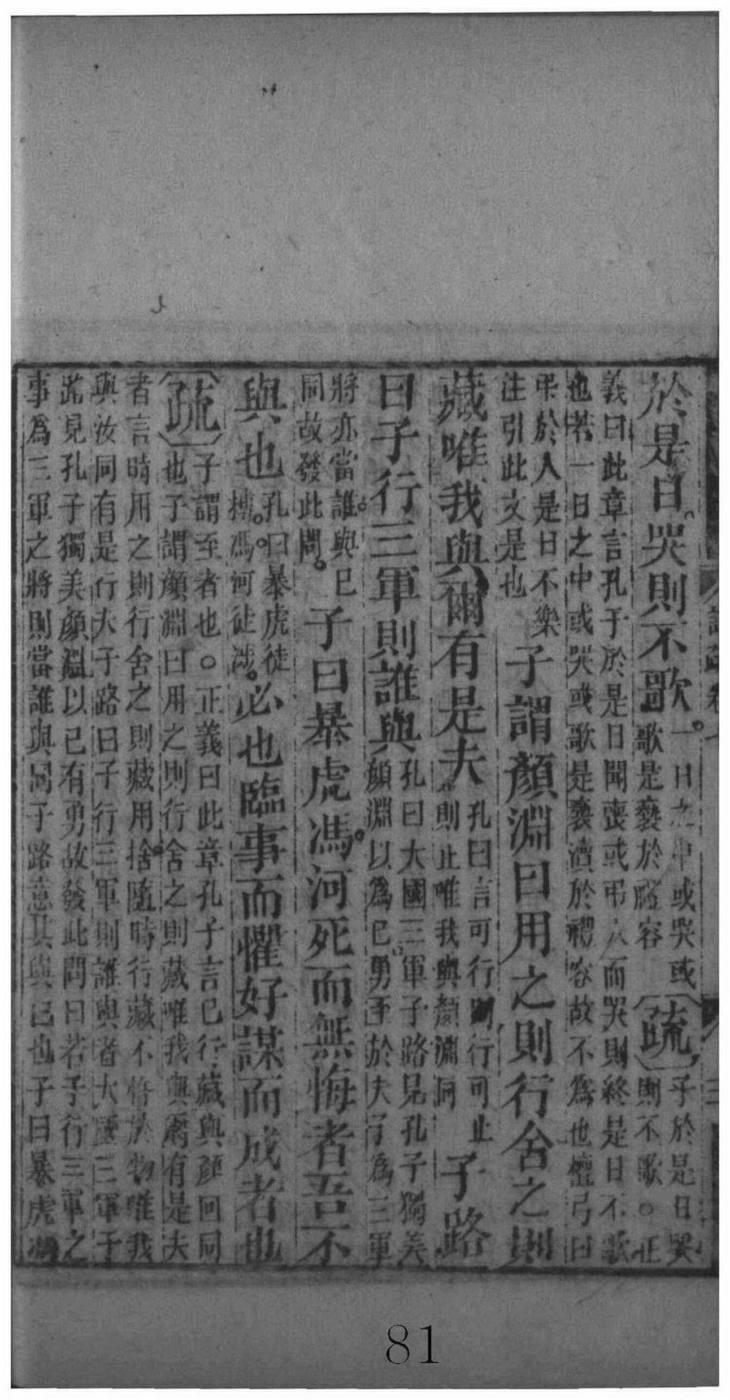 於是日哭則不歌一日之中或哭或
歌是褻於禮容疏子於是日哭
則不歌○正
義曰此章言孔子於是日聞喪或弔人而哭則終是日不歌
也若一日之中或哭或歌是褻瀆於禮容故不爲也檀弓曰
弔於人是日不樂
注引此文是也子謂顏淵曰用之則行舍之則
藏唯我與爾有是夫孔曰言可行則行可止
則止唯我與顏淵同子路
曰子行三軍則誰與孔曰大國三軍子路見孔子獨美
顏淵以爲己勇至於夫子爲三軍
將亦當誰與己
同故發此問子曰暴虎馮河死而無悔者吾不
與也孔曰暴虎徒
搏馮河徒涉必也臨事而懼好謀而成者也
疏子謂至者也○正義曰此章孔子言己行藏與顏回同
也子謂顏淵曰用之則行舍之則藏唯我與爾有是夫
者言時用之則行舍之則藏用捨隨時行藏不忤於物唯我
與汝同有是行夫子路曰子行三軍則誰與者大國三軍子
路見孔子獨美顏淵以己有勇故發此問曰若子行三軍之
事爲三軍之將則當誰與同子路意其與己也子曰暴虎馮
81